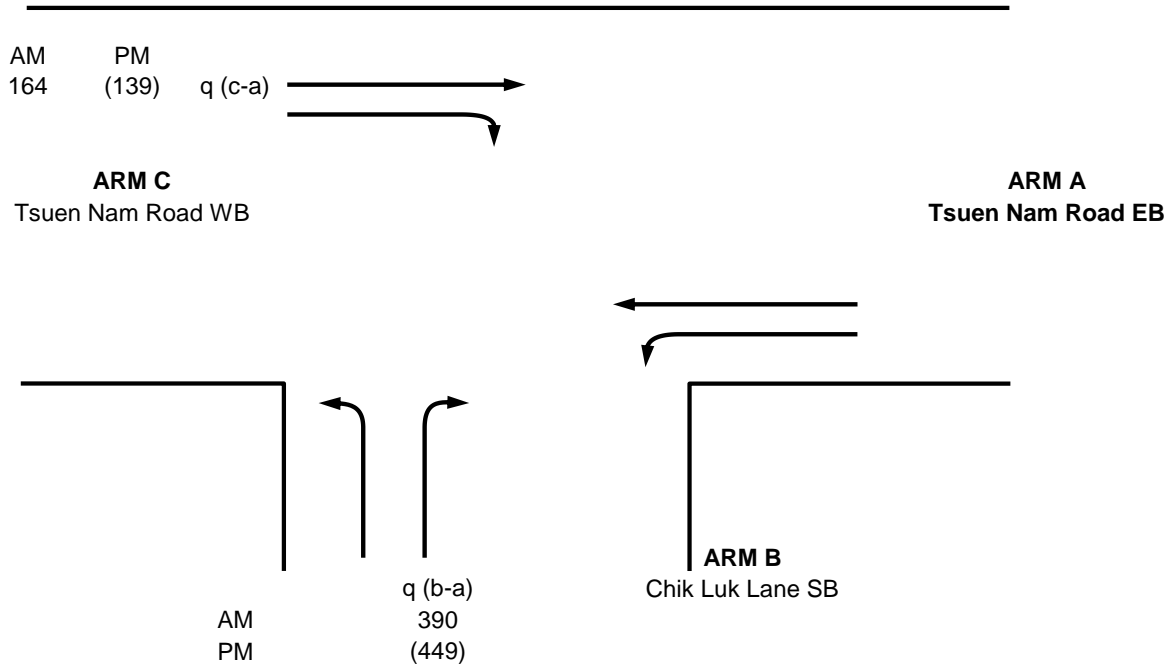 AM PM
164 (139) q (c-a)
ARM C
Tsuen Nam Road WB
ARM A
Tsuen Nam Road EB
ARM B
Chik Luk Lane SB
q (b-a)
AM 390
PM (449)